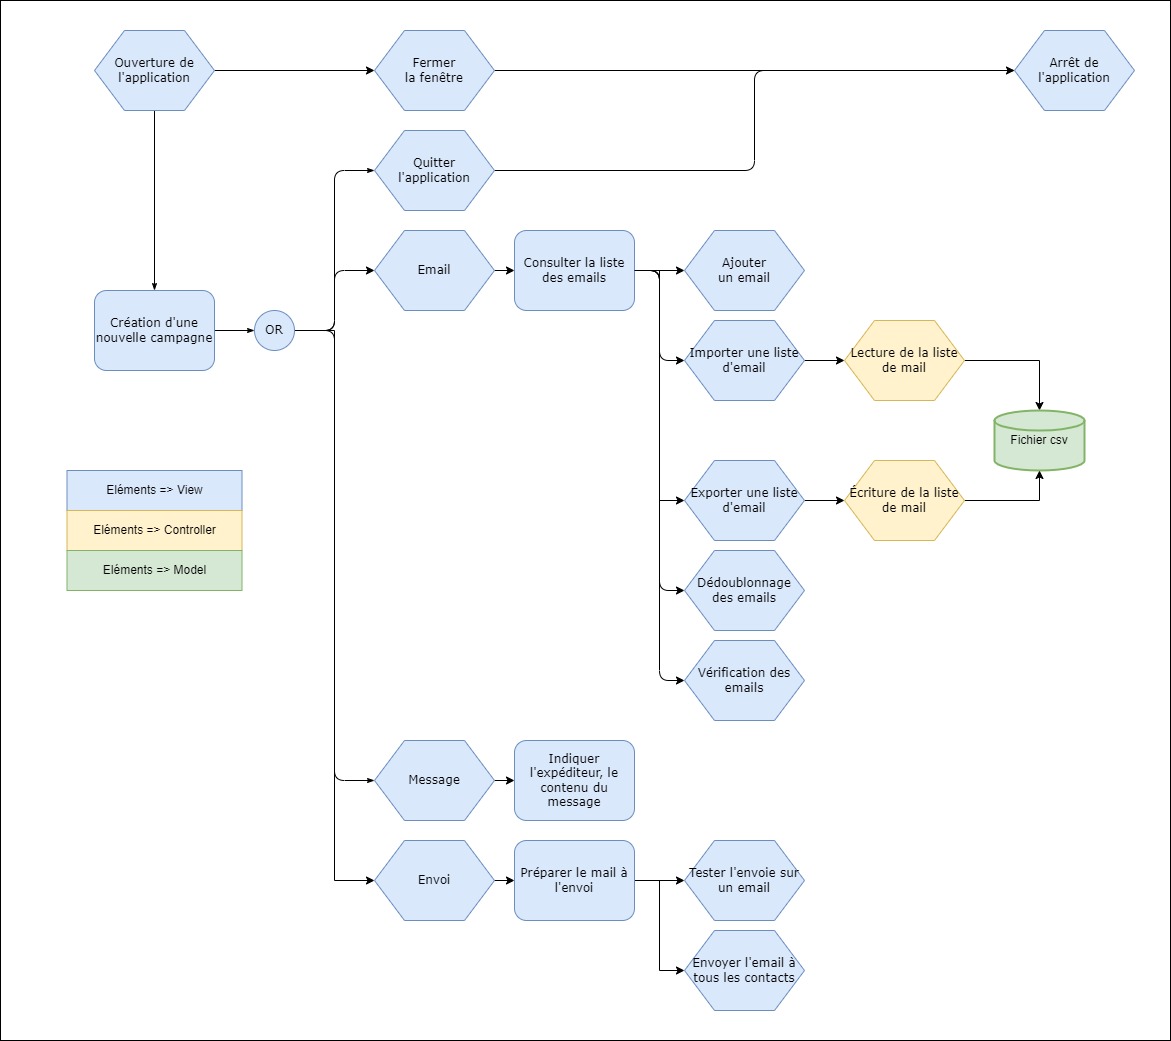 Ouverture de
l'application
Fermer
la fenêtre
Arrêt de
l'application
Quitter
l'application
Email
Consulter la liste
des emails
Ajouter
un email
Création d'une
nouvelle campagne
OR
Importer une liste
d'email
Lecture de la liste
de mail
Fichier csv
Exporter une liste
d'email
Écriture de la liste
de mail
Eléments => View
Eléments => Controller
Eléments => Model
Dédoublonnage
des emails
Vérification des
emails
Message
Indiquer
l'expéditeur, le
contenu du
message
Envoi
Préparer le mail à
l'envoi
Tester l'envoie sur
un email
Envoyer l'email à
tous les contacts